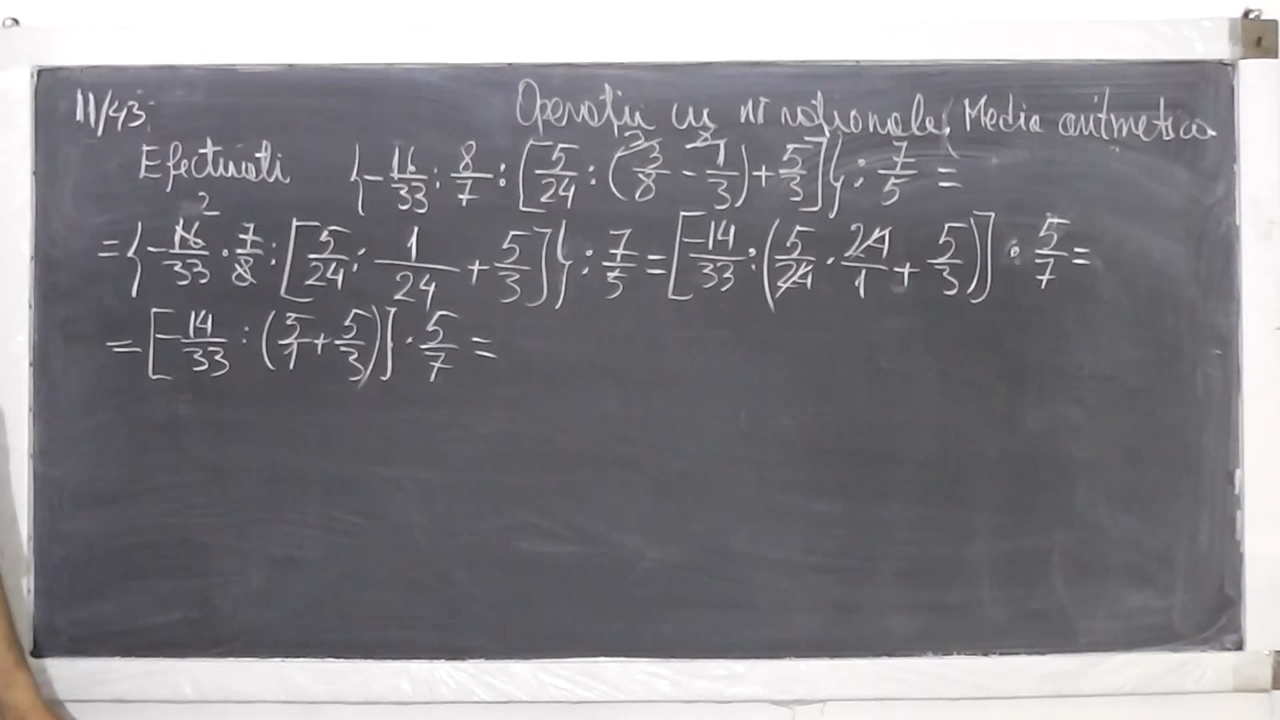 11/43: Operații cu nr raționale, Media aritmetica
Efectuati {-16/33 : 8/7 : [5/24 : (3/8 - 1/3) + 5/3]} : 7/5 =
= {-16/33 · 7/8 : [5/24 : 1/24 + 5/3]} : 7/5 = [-14/33 : (5/24 · 24/1 + 5/3)] · 5/7 =
= [-14/33 : (5/1 + 5/3)] · 5/7 =